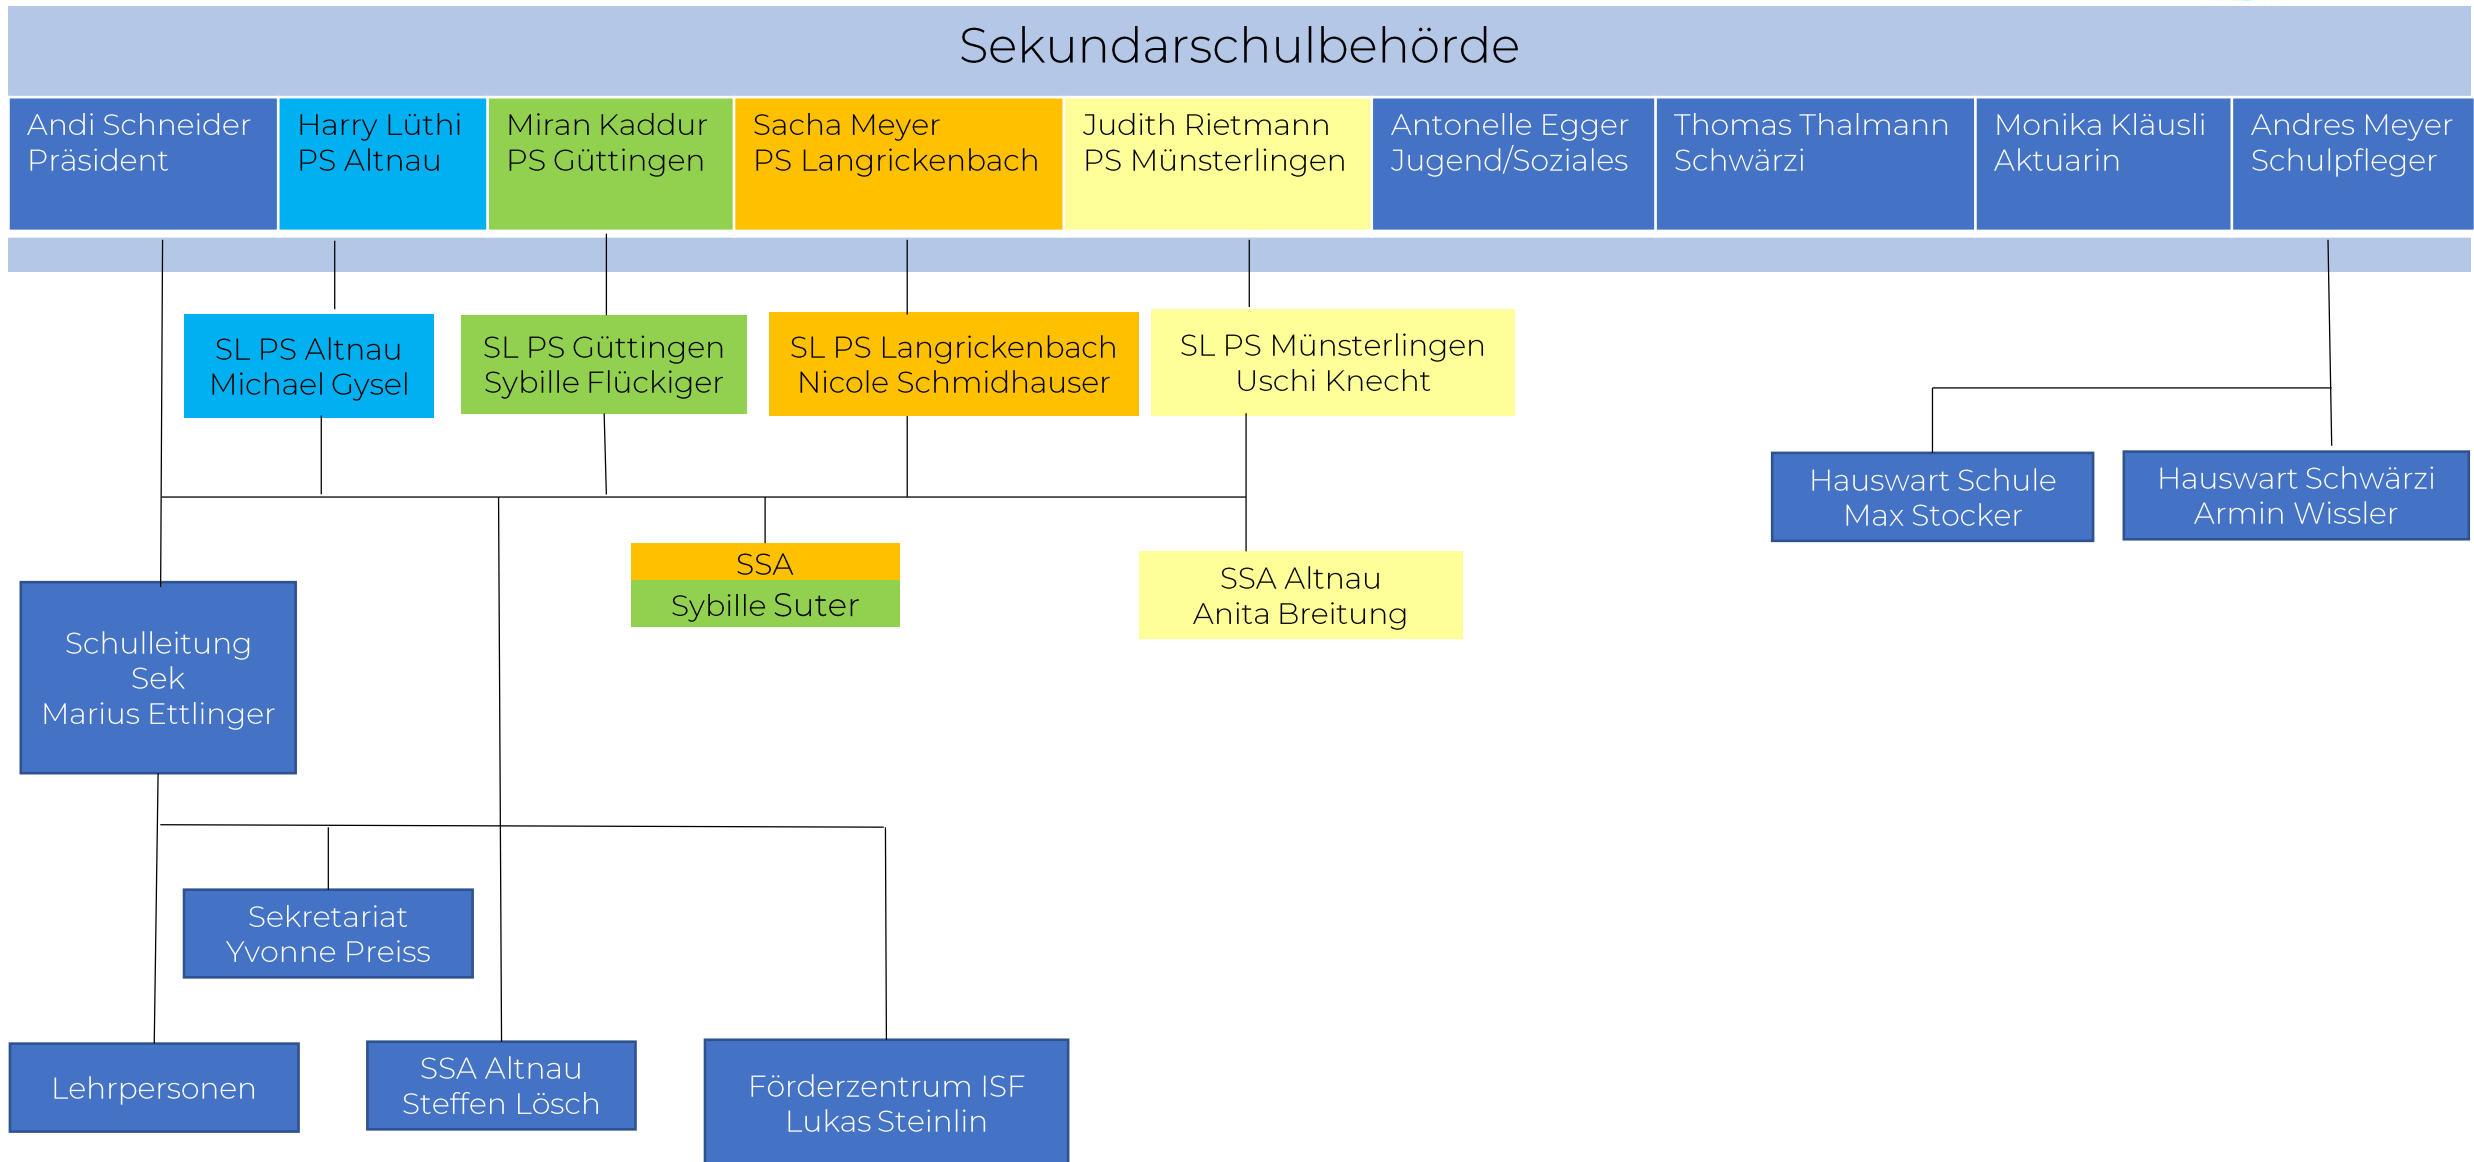 Sekundarschulbehörde
Andi Schneider
Präsident
Harry Lüthi
PS Altnau
Miran Kaddur
PS Güttingen
Sacha Meyer
PS Langrickenbach
Judith Rietmann
PS Münsterlingen
Antonelle Egger
Jugend/Soziales
Thomas Thalmann
Schwärzi
Monika Kläusli
Aktuarin
Andres Meyer
Schulpfleger
SL PS Altnau
Michael Gysel
SL PS Güttingen
Sybille Flückiger
SL PS Langrickenbach
Nicole Schmidhauser
SL PS Münsterlingen
Uschi Knecht
Hauswart Schule
Max Stocker
Hauswart Schwärzi
Armin Wissler
SSA
Sybille Suter
SSA Altnau
Anita Breitung
Schulleitung
Sek
Marius Ettlinger
Sekretariat
Yvonne Preiss
Lehrpersonen
SSA Altnau
Steffen Lösch
Förderzentrum ISF
Lukas Steinlin